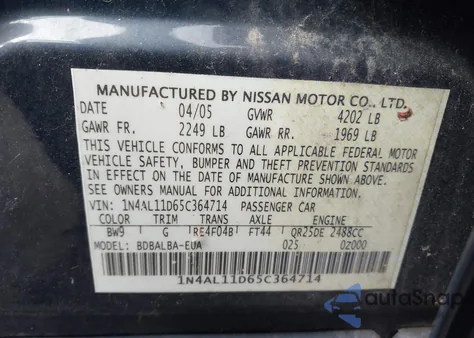 MANUFACTURED BY NISSAN MOTOR CO., LTD.
DATE 04/05 GVWR 4202 LB
GAWR FR. 2249 LB GAWR RR. 1969 LB
THIS VEHICLE CONFORMS TO ALL APPLICABLE FEDERAL MOTOR
VEHICLE SAFETY, BUMPER AND THEFT PREVENTION STANDARDS
IN EFFECT ON THE DATE OF MANUFACTURE SHOWN ABOVE.
SEE OWNERS MANUAL FOR ADDITIONAL INFORMATION.
VIN: 1N4AL11D65C364714 PASSENGER CAR
COLOR TRIM TRANS AXLE ENGINE
BW9 G RE4F04B FT44 QR25DE 2488CC
MODEL: BDBALBA-EUA 025 0Z000
1N4AL11D65C364714
AutoSnap